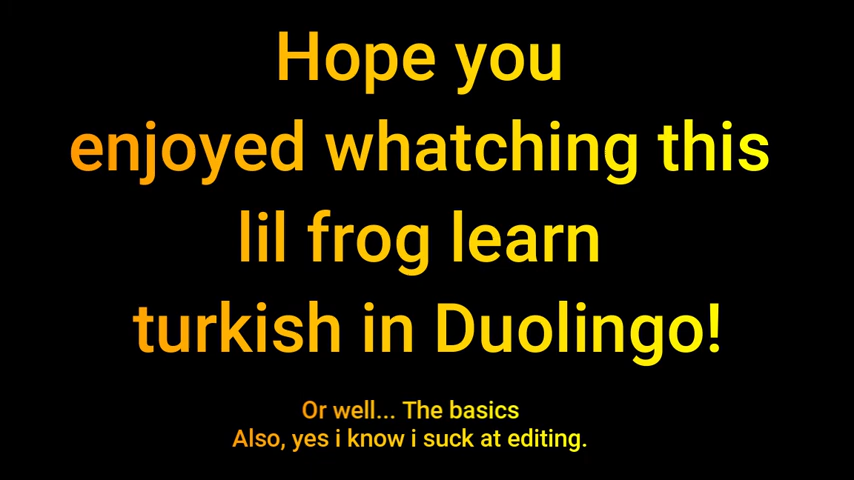 Hope you
enjoyed whatching this
lil frog learn
turkish in Duolingo!
Or well... The basics
Also, yes i know i suck at editing.